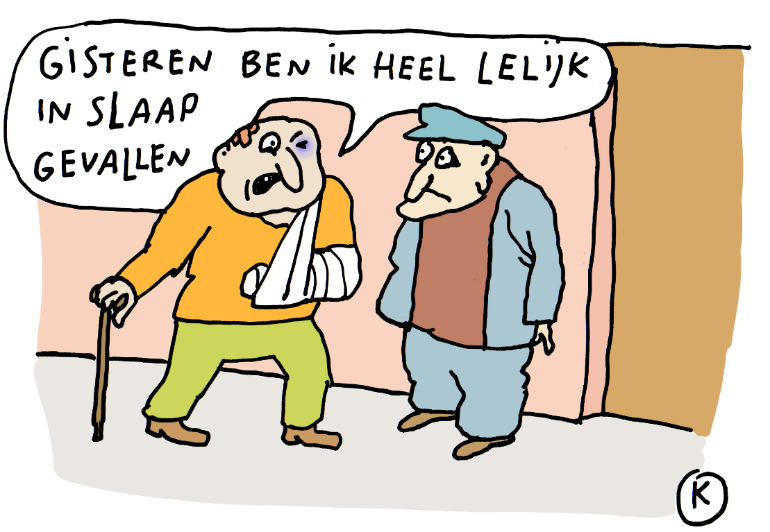 GISTEREN BEN IK HEEL LELIJK
IN SLAAP
GEVALLEN
K